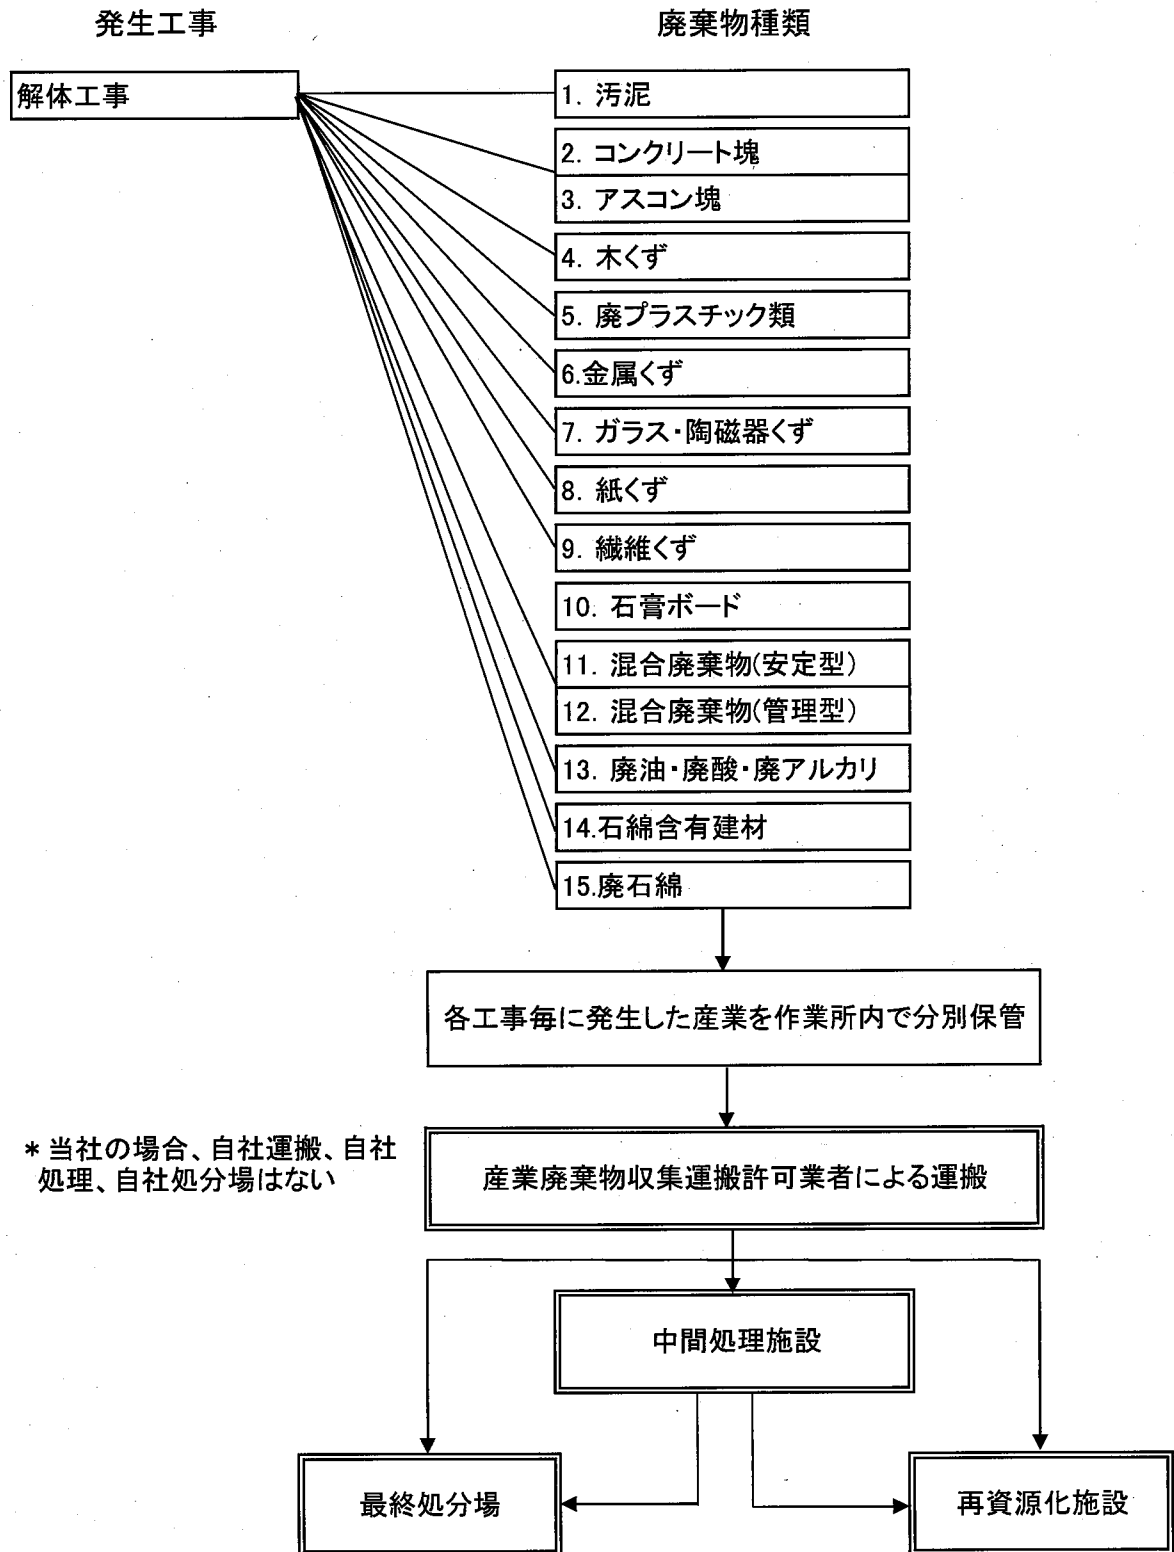 発生工事
廃棄物種類
解体工事
1. 汚泥
2. コンクリート塊
3. アスコン塊
4. 木くず
5. 廃プラスチック類
6.金属くず
7. ガラス・陶磁器くず
8. 紙くず
9. 繊維くず
10. 石膏ボード
11. 混合廃棄物(安定型)
12. 混合廃棄物(管理型)
13. 廃油・廃酸・廃アルカリ
14.石綿含有建材
15.廃石綿
各工事毎に発生した産業を作業所内で分別保管
＊当社の場合、自社運搬、自社
処理、自社処分場はない
産業廃棄物収集運搬許可業者による運搬
中間処理施設
最終処分場
再資源化施設